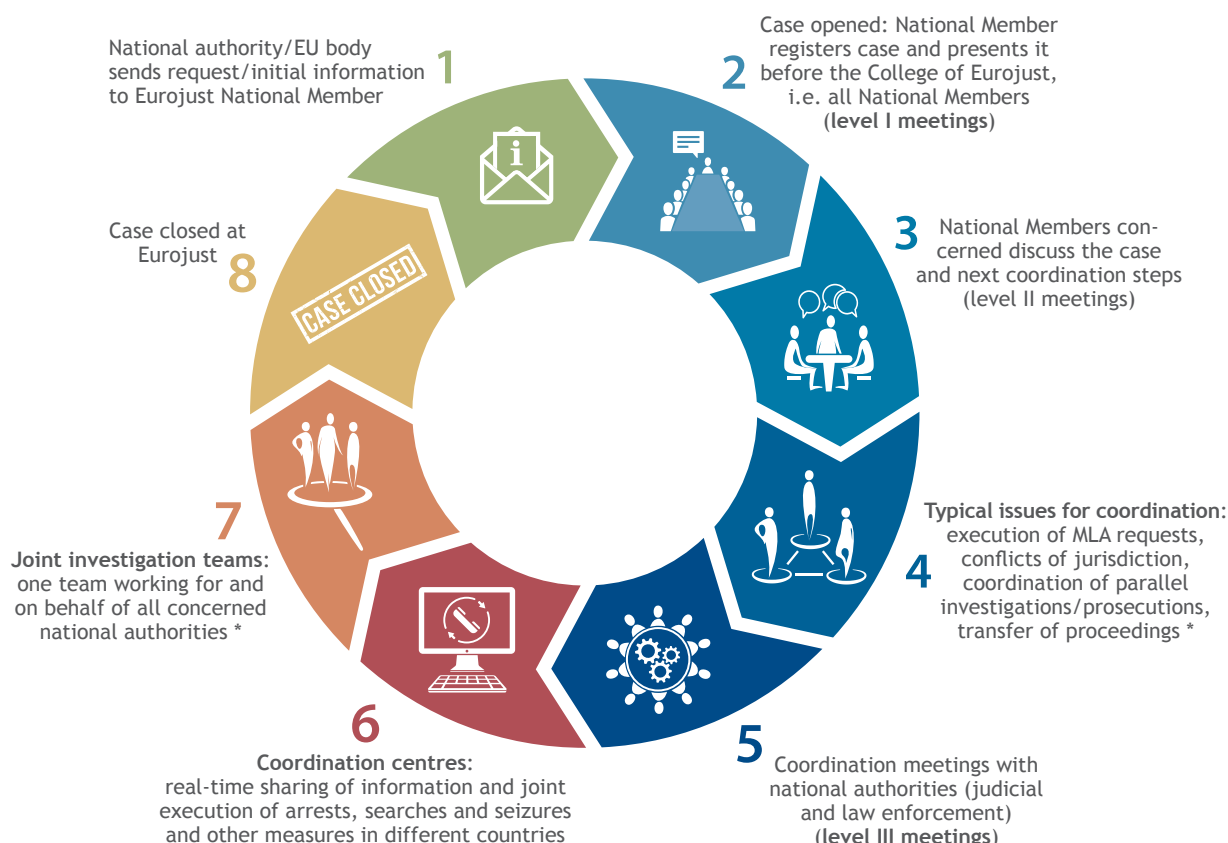 1
National authority/EU body
sends request/initial information
to Eurojust National Member
2
Case opened: National Member
registers case and presents it
before the College of Eurojust,
i.e. all National Members
(level I meetings)
3
National Members con-
cerned discuss the case
and next coordination steps
(level II meetings)
4
Typical issues for coordination:
execution of MLA requests,
conflicts of jurisdiction,
coordination of parallel
investigations/prosecutions,
transfer of proceedings *
5
Coordination meetings with
national authorities (judicial
and law enforcement)
(level III meetings)
6
Coordination centres:
real-time sharing of information and joint
execution of arrests, searches and seizures
and other measures in different countries
7
Joint investigation teams:
one team working for and
on behalf of all concerned
national authorities *
8
Case closed at
Eurojust
CASE CLOSED
i